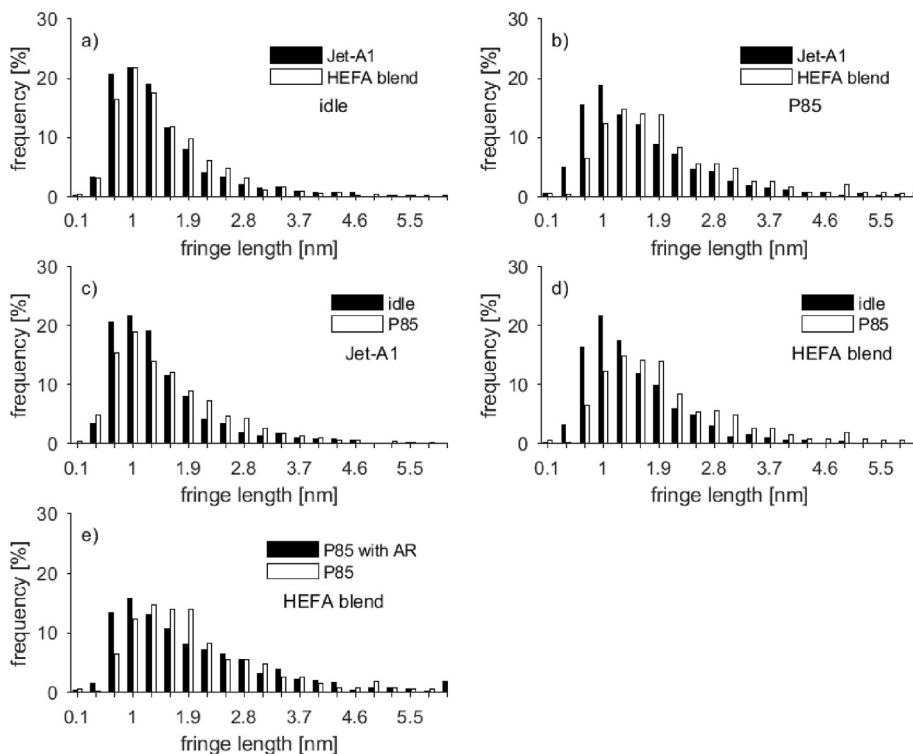 a)
Jet-A1
HEFA blend
idle
frequency [%]
30
20
10
0
0.1 1 1.9 2.8 3.7 4.6 5.5
fringe length [nm]
b)
Jet-A1
HEFA blend
P85
frequency [%]
30
20
10
0
0.1 1 1.9 2.8 3.7 4.6 5.5
fringe length [nm]
c)
idle
P85
Jet-A1
frequency [%]
30
20
10
0
0.1 1 1.9 2.8 3.7 4.6 5.5
fringe length [nm]
d)
idle
P85
HEFA blend
frequency [%]
30
20
10
0
0.1 1 1.9 2.8 3.7 4.6 5.5
fringe length [nm]
e)
P85 with AR
P85
HEFA blend
frequency [%]
30
20
10
0
0.1 1 1.9 2.8 3.7 4.6 5.5
fringe length [nm]